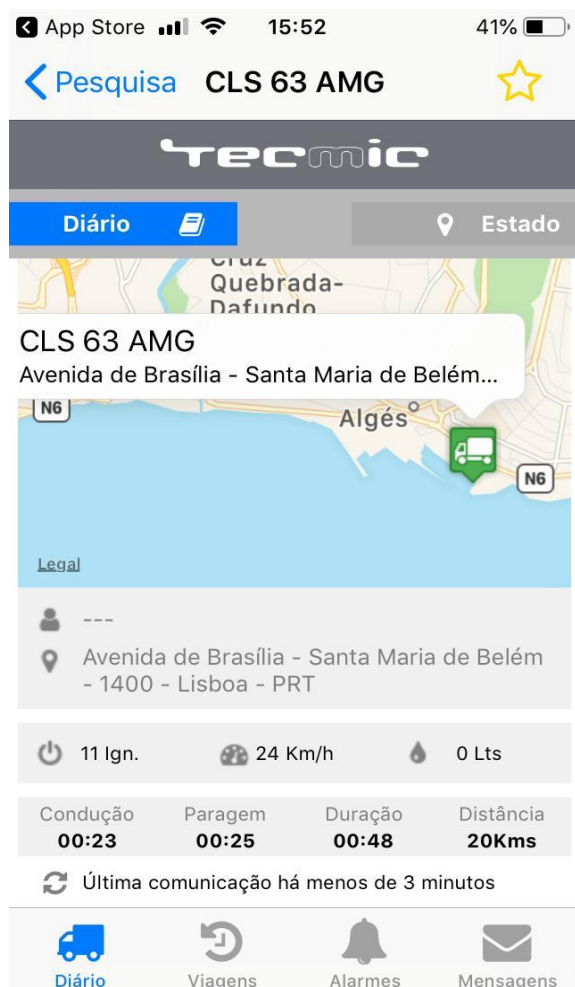 App Store 15:52 41%
Pesquisa CLS 63 AMG
Tecmic
Diário Estado
Cruz
Quebrada-
Dafundo
CLS 63 AMG
Avenida de Brasília - Santa Maria de Belém...
N6
Algés
N6
Legal
---
Avenida de Brasília - Santa Maria de Belém
- 1400 - Lisboa - PRT
11 Ign. 24 Km/h 0 Lts
Condução Paragem Duração Distância
00:23 00:25 00:48 20Kms
Última comunicação há menos de 3 minutos
Diário Viagens Alarmes Mensagens